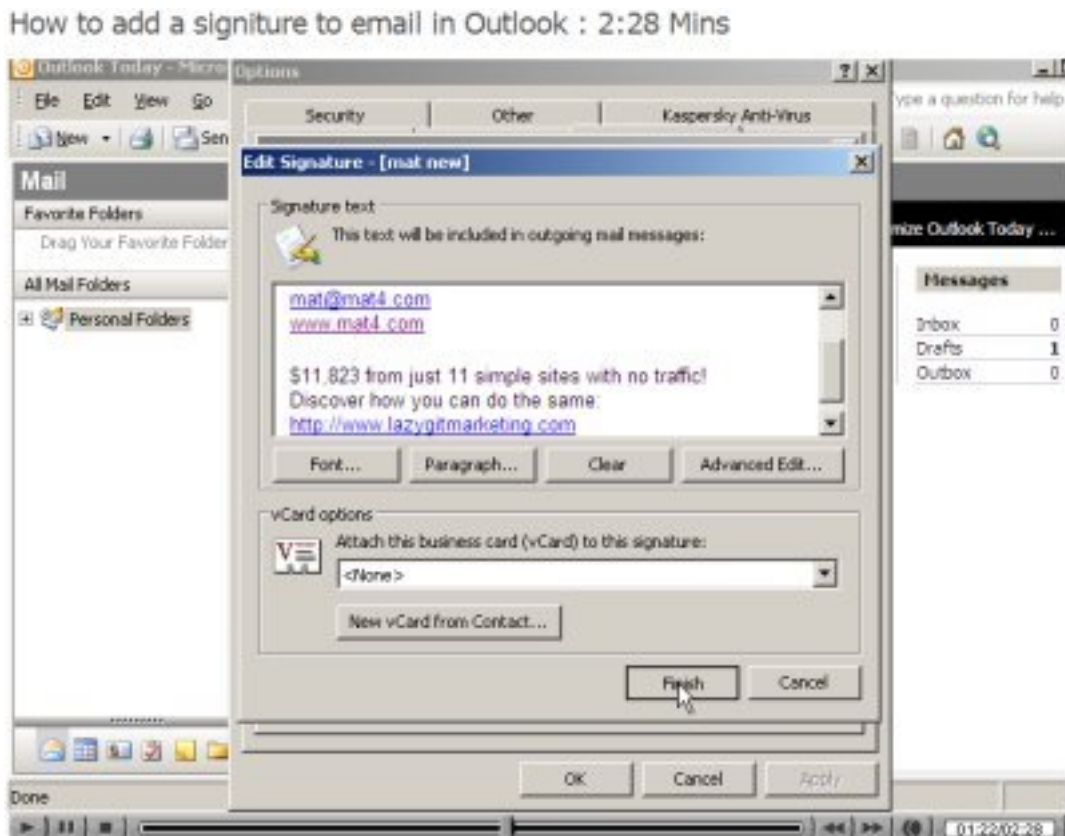 How to add a signiture to email in Outlook : 2:28 Mins
Outlook Today - Micro
Options
File Edit View Go
Type a question for help
Security Other Kaspersky Anti-Virus
New Sen
Edit Signature - [mat new]
Mail
Favorite Folders
Drag Your Favorite Folder
All Mail Folders
Personal Folders
Signature text
This text will be included in outgoing mail messages:
mat@mat4.com
www.mat4.com
$11,823 from just 11 simple sites with no traffic!
Discover how you can do the same:
http://www.lazygitmarketing.com
Font... Paragraph... Clear Advanced Edit...
vCard options
Attach this business card (vCard) to this signature:
<None>
New vCard from Contact...
Finish Cancel
OK Cancel Apply
mize Outlook Today ...
Messages
Inbox 0
Drafts 1
Outbox 0
Done
01:22/02:28